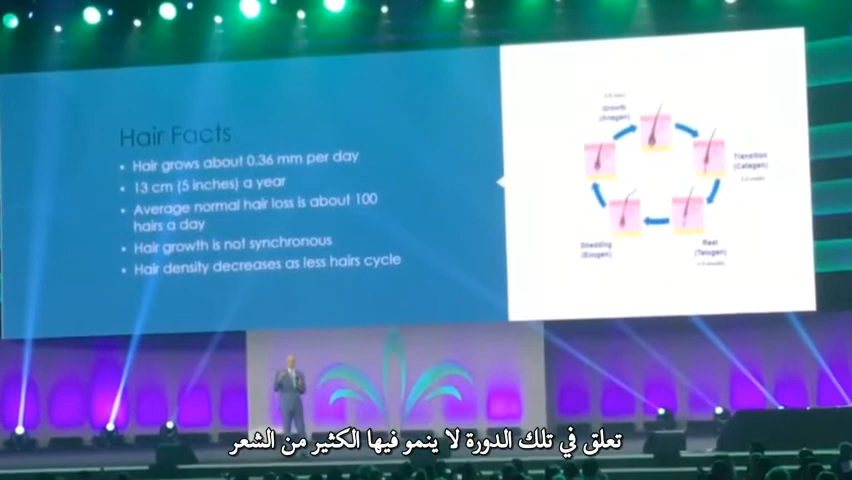 Hair Facts
• Hair grows about 0.36 mm per day
• 13 cm (5 inches) a year
• Average normal hair loss is about 100
hairs a day
• Hair growth is not synchronous
• Hair density decreases as less hairs cycle
Growth
(Anagen)
Transition
(Catagen)
Rest
(Telogen)
Shedding
(Exogen)
تعلق في تلك الدورة لا ينمو فيها الكثير من الشعر